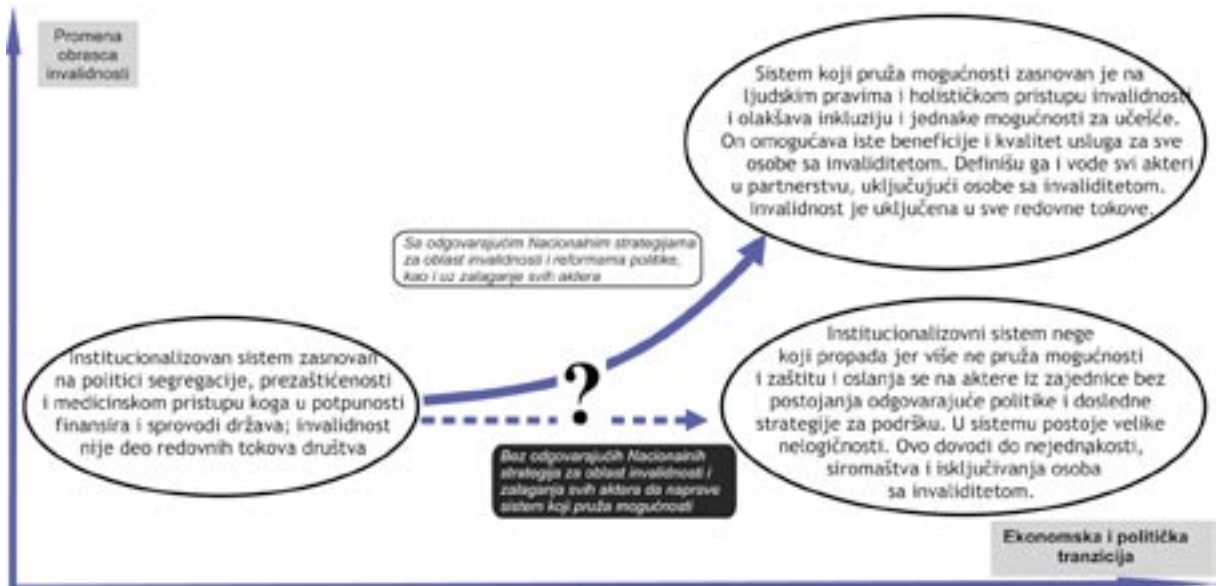 Promena
obrasca
invalidnosti
Sistem koji pruža mogućnosti zasnovan je na
ljudskim pravima i holističkom pristupu invalidnosti
i olakšava inkluziju i jednake mogućnosti za učešće.
On omogućava iste beneficije i kvalitet usluga za sve
osobe sa invaliditetom. Definišu ga i vode svi akteri
u partnerstvu, uključujući osobe sa invaliditetom.
Invalidnost je uključena u sve redovne tokove.
Sa odgovarajućim Nacionalnim strategijama
za oblast invalidnosti i reformama politike,
kao i uz zalaganje svih aktera
Institucionalizovan sistem zasnovan
na politici segregacije, prezaštićenosti
i medicinskom pristupu koga u potpunosti
finansira i sprovodi država; invalidnost
nije deo redovnih tokova društva
?
Institucionalizovni sistem nege
koji propada jer više ne pruža mogućnosti
i zaštitu i oslanja se na aktere iz zajednice bez
postojanja odgovarajuće politike i dosledne
strategije za podršku. U sistemu postoje velike
nelogičnosti. Ovo dovodi do nejednakosti,
siromaštva i isključivanja osoba
sa invaliditetom.
Bez odgovarajućih Nacionalnih
strategija za oblast invalidnosti i
zalaganja svih aktera da naprave
sistem koji pruža mogućnosti
Ekonomska i politička
tranzicija